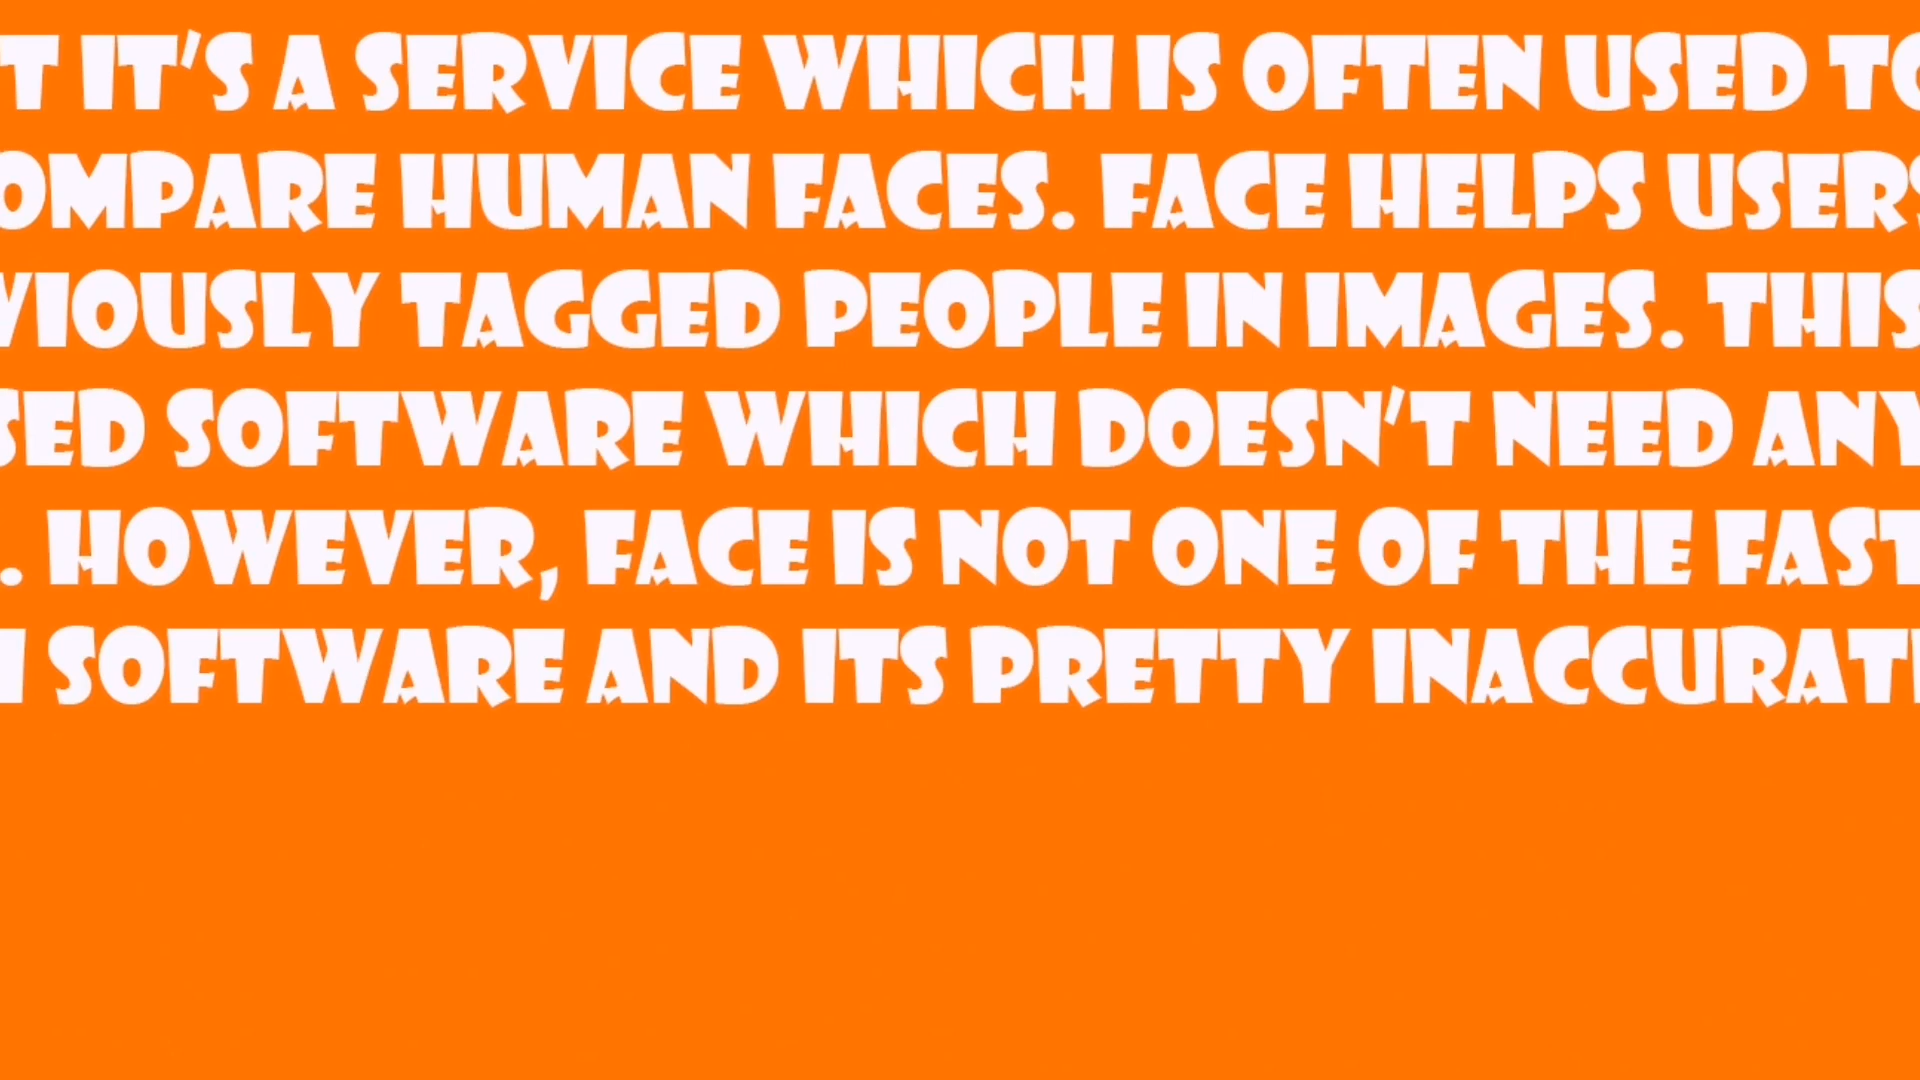 T IT'S A SERVICE WHICH IS OFTEN USED TO
OMPARE HUMAN FACES. FACE HELPS USERS
VIOUSLY TAGGED PEOPLE IN IMAGES. THIS
SED SOFTWARE WHICH DOESN'T NEED ANY
. HOWEVER, FACE IS NOT ONE OF THE FAST
SOFTWARE AND ITS PRETTY INACCURAT